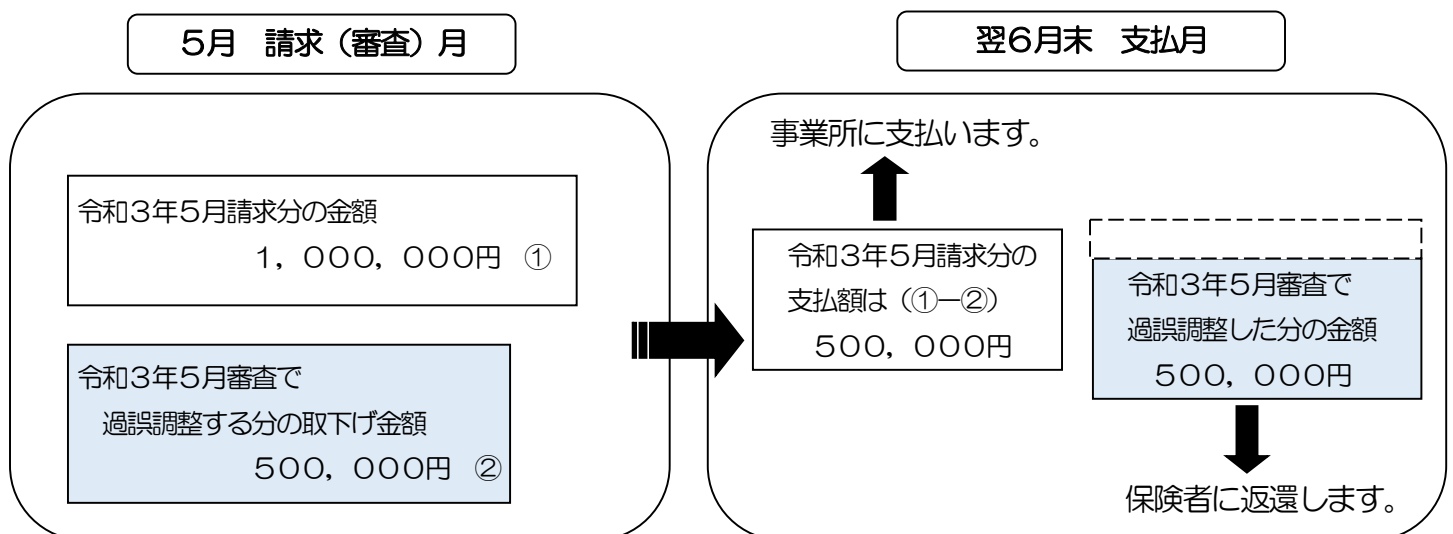 ５月　請求（審査）月
令和３年５月請求分の金額
１，０００，０００円　①
令和３年５月審査で
過誤調整する分の取下げ金額
５００，０００円　②
翌６月末　支払月
事業所に支払います。
令和３年５月請求分の
支払額は（①－②）
５００，０００円
令和３年５月審査で
過誤調整した分の金額
５００，０００円
保険者に返還します。